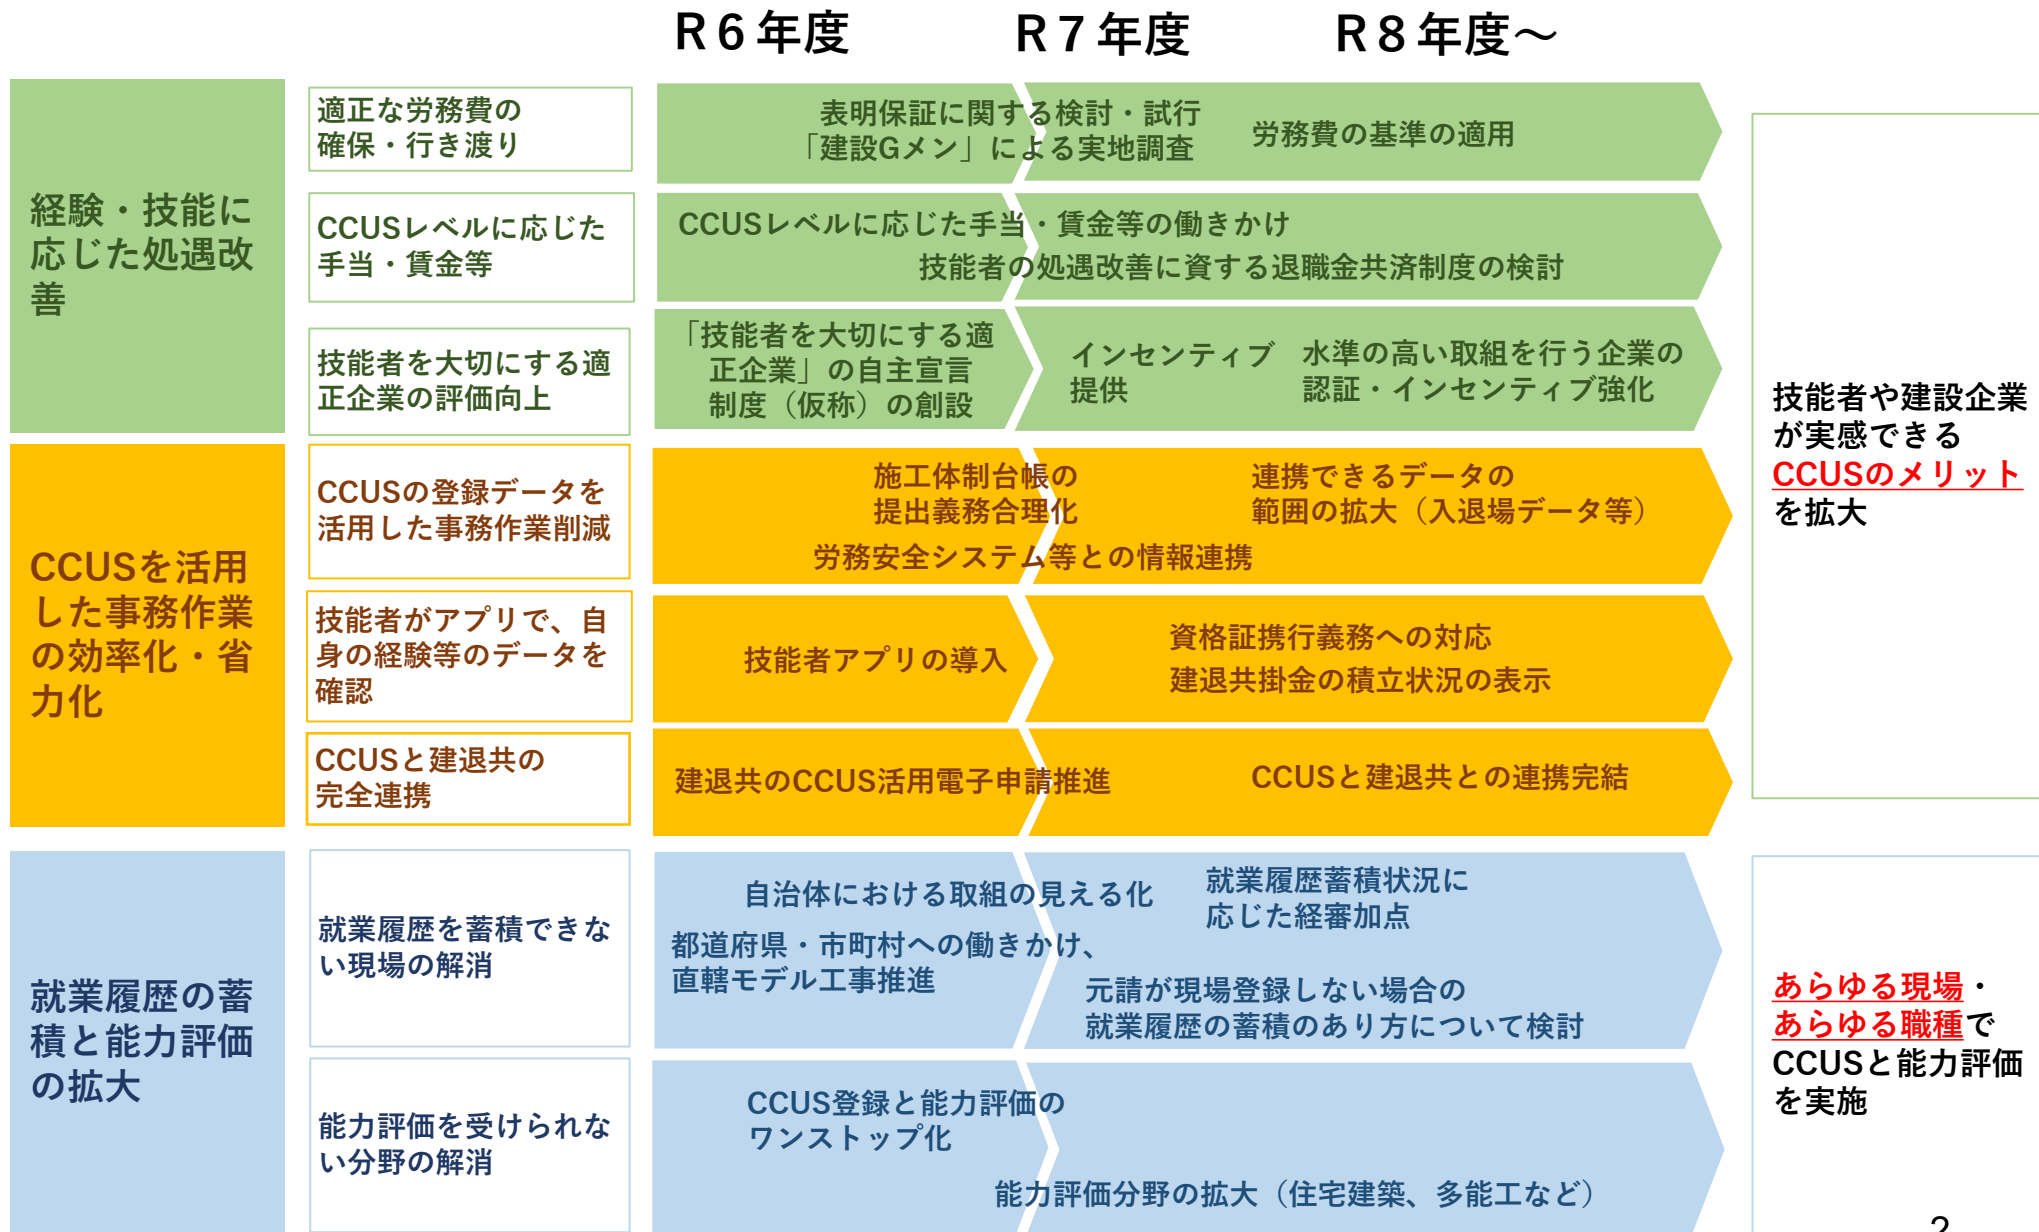 R６年度
R７年度
R８年度～
経験・技能に
応じた処遇改
善
適正な労務費の
確保・行き渡り
表明保証に関する検討・試行
「建設Gメン」による実地調査
労務費の基準の適用
CCUSレベルに応じた
手当・賃金等
CCUSレベルに応じた手当・賃金等の働きかけ
技能者の処遇改善に資する退職金共済制度の検討
技能者を大切にする適
正企業の評価向上
「技能者を大切にする適
正企業」の自主宣言
制度（仮称）の創設
インセンティブ
提供
水準の高い取組を行う企業の
認証・インセンティブ強化
CCUSを活用
した事務作業
の効率化・省
力化
CCUSの登録データを
活用した事務作業削減
施工体制台帳の
提出義務合理化
連携できるデータの
範囲の拡大（入退場データ等）
労務安全システム等との情報連携
技能者がアプリで、自
身の経験等のデータを
確認
技能者アプリの導入
資格証携行義務への対応
建退共掛金の積立状況の表示
CCUSと建退共の
完全連携
建退共のCCUS活用電子申請推進
CCUSと建退共との連携完結
技能者や建設企業
が実感できる
CCUSのメリット
を拡大
就業履歴の蓄
積と能力評価
の拡大
就業履歴を蓄積できな
い現場の解消
自治体における取組の見える化
就業履歴蓄積状況に
応じた経審加点
都道府県・市町村への働きかけ、
直轄モデル工事推進
元請が現場登録しない場合の
就業履歴の蓄積のあり方について検討
能力評価を受けられな
い分野の解消
CCUS登録と能力評価の
ワンストップ化
能力評価分野の拡大（住宅建築、多能工など）
あらゆる現場・
あらゆる職種で
CCUSと能力評価
を実施
2